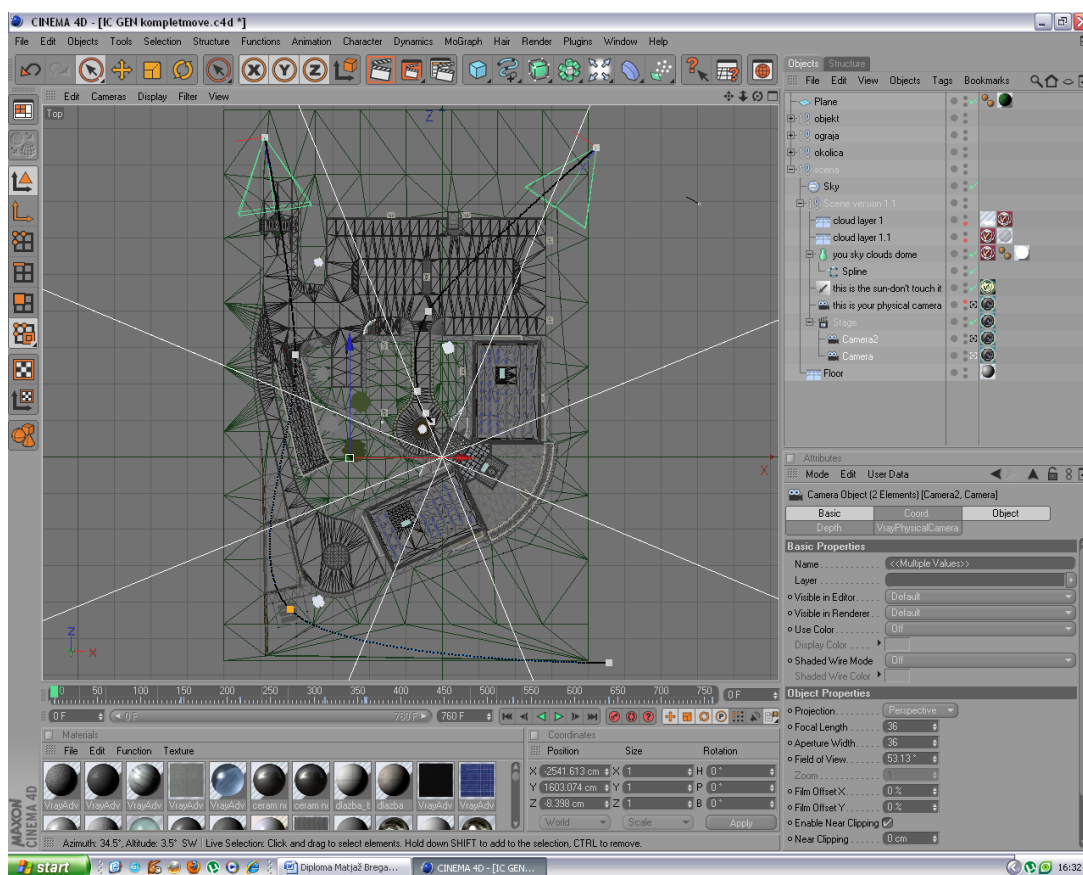 CINEMA 4D - [IC GEN kompletmove.c4d *]
File Edit Objects Tools Selection Structure Functions Animation Character Dynamics MoGraph Hair Render Plugins Window Help
Objects Structure
File Edit View Objects Tags Bookmarks
Edit Cameras Display Filter View
Top
Z
X
Plane
objekt
ograja
okolica
scena
Sky
Scene version 1.1
cloud layer 1
cloud layer 1.1
you sky clouds dome
Spline
this is the sun-don't touch it
this is your physical camera
Stage
Camera2
Camera
Floor
Attributes
Mode Edit User Data
Camera Object (2 Elements) [Camera2, Camera]
Basic Coord. Object
Depth VrayPhysicalCamera
Basic Properties
Name <<Multiple Values>>
Layer
Visible in Editor Default
Visible in Renderer Default
Use Color Off
Display Color
Shaded Wire Mode Off
Shaded Wire Color
Object Properties
Projection Perspective
Focal Length 36
Aperture Width 36
Field of View 53.13 °
Zoom 1
Film Offset X 0 %
Film Offset Y 0 %
Enable Near Clipping
Near Clipping 0 cm
Z
X
0 50 100 150 200 250 300 350 400 450 500 550 600 650 700 750 0 F
0 F 0 F 760 F 760 F
Materials
File Edit Function Texture
VrayAdv VrayAdv VrayAdv VrayAdv VrayAdv ceram n ceram n dlazba_b dlazba VrayAdv VrayAdv
Coordinates
Position Size Rotation
X -2541.613 cm X 1 H 0 °
Y 1603.074 cm Y 1 P 0 °
Z -8.398 cm Z 1 B 0 °
World Scale Apply
MAXON
CINEMA 4D
Azimuth: 34.5°, Altitude: 3.5° SW Live Selection: Click and drag to select elements. Hold down SHIFT to add to the selection, CTRL to remove.
start Diploma Matjaž Brega... CINEMA 4D - [IC GEN... 16:32